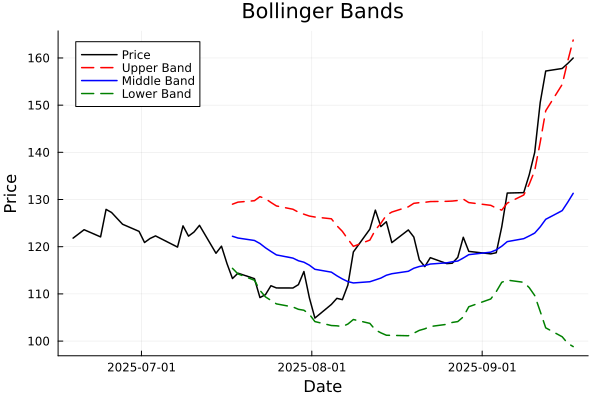 Bollinger Bands
Price
Upper Band
Middle Band
Lower Band
Price
160
150
140
130
120
110
100
2025-07-01 2025-08-01 2025-09-01
Date